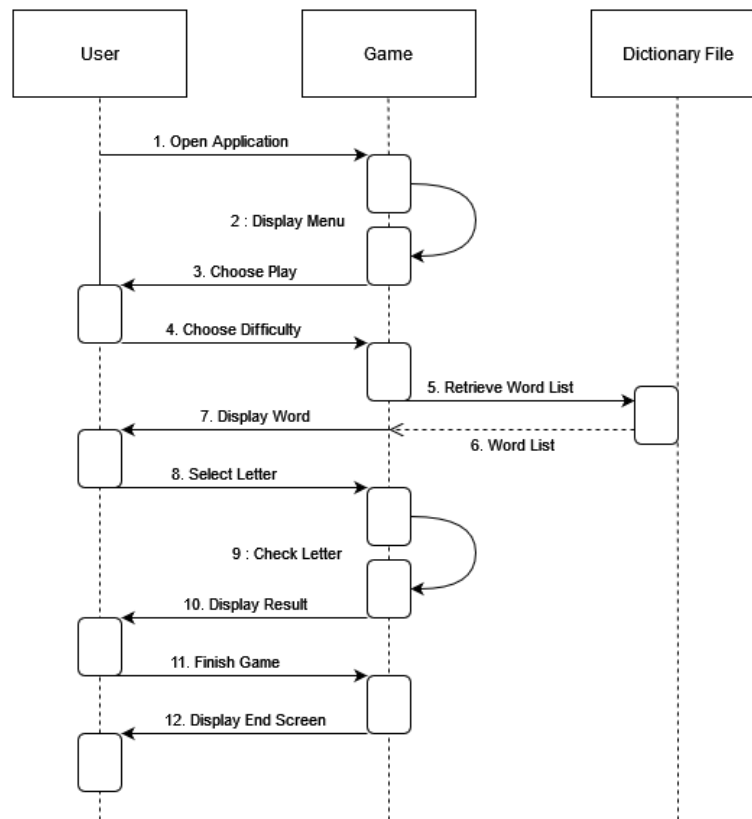 User
Game
Dictionary File
1. Open Application
2 : Display Menu
3. Choose Play
4. Choose Difficulty
5. Retrieve Word List
7. Display Word
6. Word List
8. Select Letter
9 : Check Letter
10. Display Result
11. Finish Game
12. Display End Screen